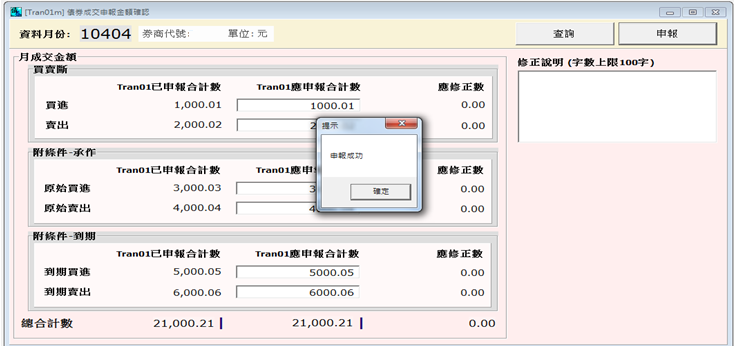 [Tran01m] 債券成交申報金額確認
資料月份: 10404 券商代號: 單位: 元 查詢 申報
月成交金額 修正說明 (字數上限100字)
買賣斷
Tran01已申報合計數 Tran01應申報合計數 應修正數
買進 1,000.01 1000.01 0.00
賣出 2,000.02 2 0.00
提示
申報成功
確定
附條件-承作
Tran01已申報合計數 Tran01應申 應修正數
原始買進 3,000.03 3 0.00
原始賣出 4,000.04 0.00
附條件-到期
Tran01已申報合計數 Tran01應申報合計數 應修正數
到期買進 5,000.05 5000.05 0.00
到期賣出 6,000.06 6000.06 0.00
總合計數 21,000.21 21,000.21 0.00